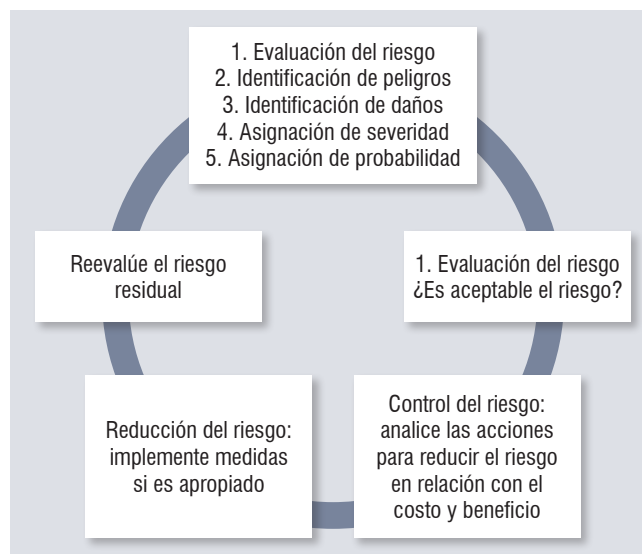 1. Evaluación del riesgo
2. Identificación de peligros
3. Identificación de daños
4. Asignación de severidad
5. Asignación de probabilidad
1. Evaluación del riesgo
¿Es aceptable el riesgo?
Control del riesgo:
analice las acciones
para reducir el riesgo
en relación con el
costo y beneficio
Reducción del riesgo:
implemente medidas
si es apropiado
Reevalúe el riesgo
residual